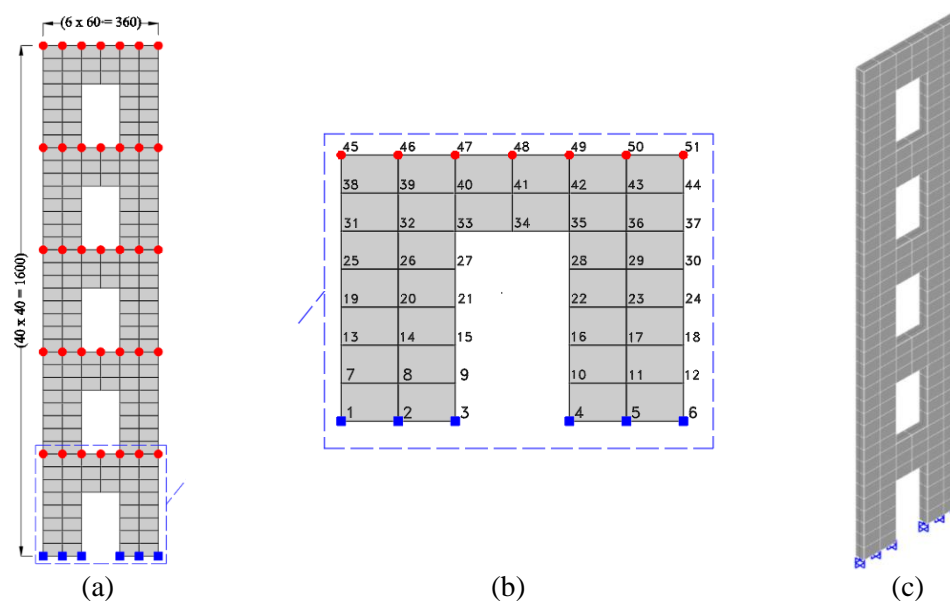 (6 x 60 = 360)
(40 x 40 = 1600)
45 46 47 48 49 50 51
38 39 40 41 42 43 44
31 32 33 34 35 36 37
25 26 27 28 29 30
19 20 21 22 23 24
13 14 15 16 17 18
7 8 9 10 11 12
1 2 3 4 5 6
(a) (b) (c)